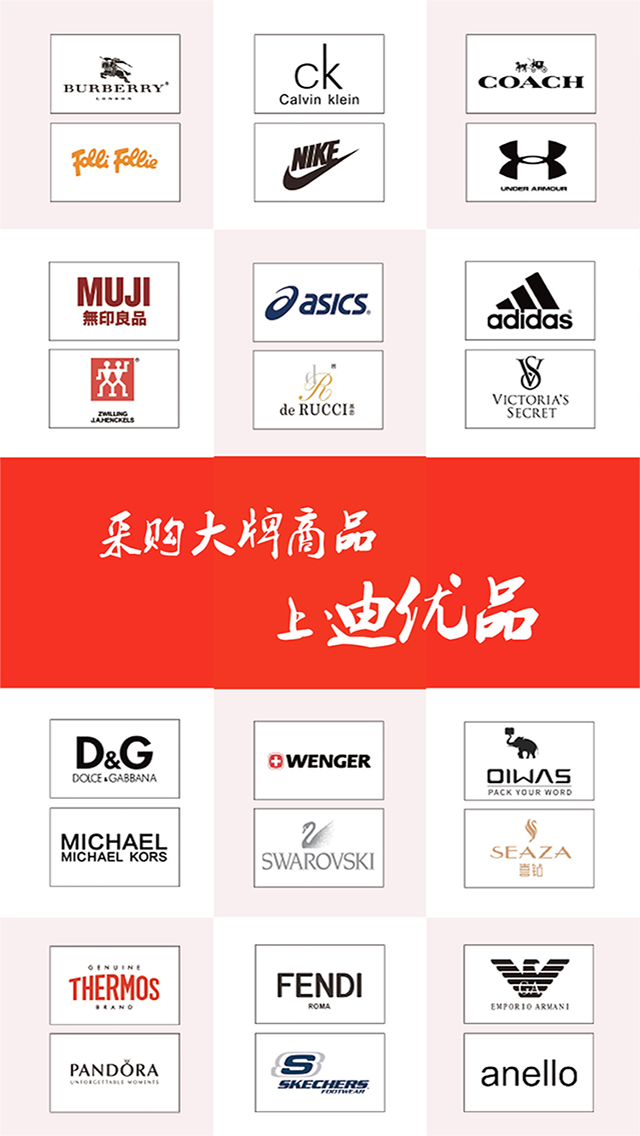 BURBERRY®
LONDON
ck
Calvin klein
COACH
Folli Follie
NIKE
UNDER ARMOUR
MUJI
無印良品
asics®
adidas®
®
ZWILLING
J.A.HENCKELS
de RUCCI
VS
VICTORIA'S
SECRET
采购大牌商品
上迪优品
D&G
DOLCE & GABBANA
WENGER
OIWAS
PACK YOUR WORD
MICHAEL
MICHAEL KORS
SWAROVSKI
SEAZA
喜钻
GENUINE
THERMOS
BRAND
FENDI
ROMA
GA
EMPORIO ARMANI
PANDORA
UNFORGETTABLE MOMENTS
S
SKECHERS
FOOTWEAR
anello